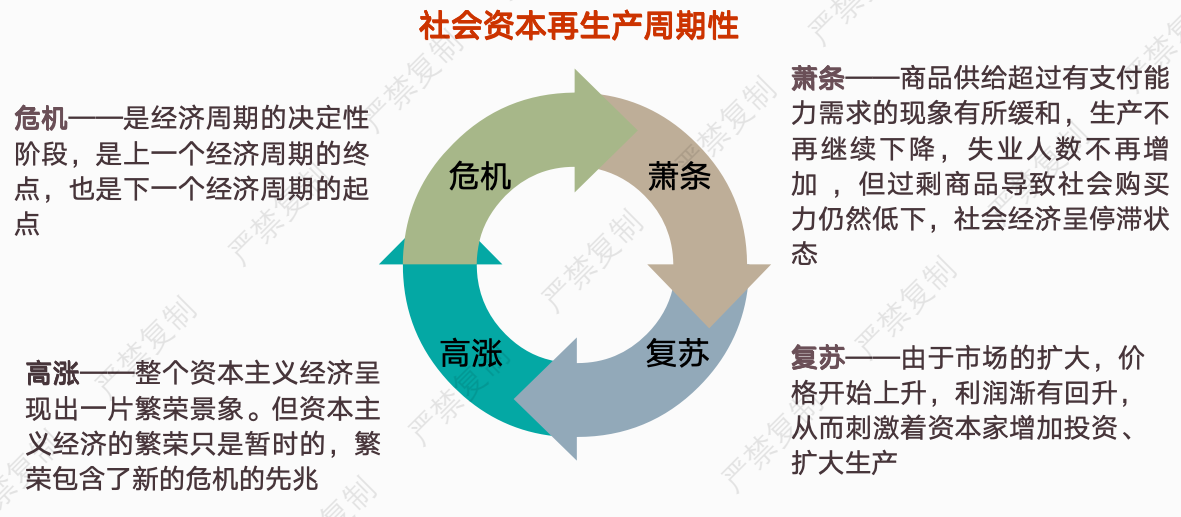 社会资本再生产周期性
危机——是经济周期的决定性
阶段，是上一个经济周期的终
点，也是下一个经济周期的起
点
萧条——商品供给超过有支付能
力需求的现象有所缓和，生产不
再继续下降，失业人数不再增
加 ，但过剩商品导致社会购买
力仍然低下，社会经济呈停滞状
态
危机
萧条
高涨
复苏
高涨——整个资本主义经济呈
现出一片繁荣景象。但资本主
义经济的繁荣只是暂时的，繁
荣包含了新的危机的先兆
复苏——由于市场的扩大，价
格开始上升，利润渐有回升，
从而刺激着资本家增加投资、
扩大生产
严禁复制
严禁复制
严禁复制
严禁复制
严禁复制
严禁复制
严禁复制
严禁复制
严禁复制
严禁复制
严禁复制